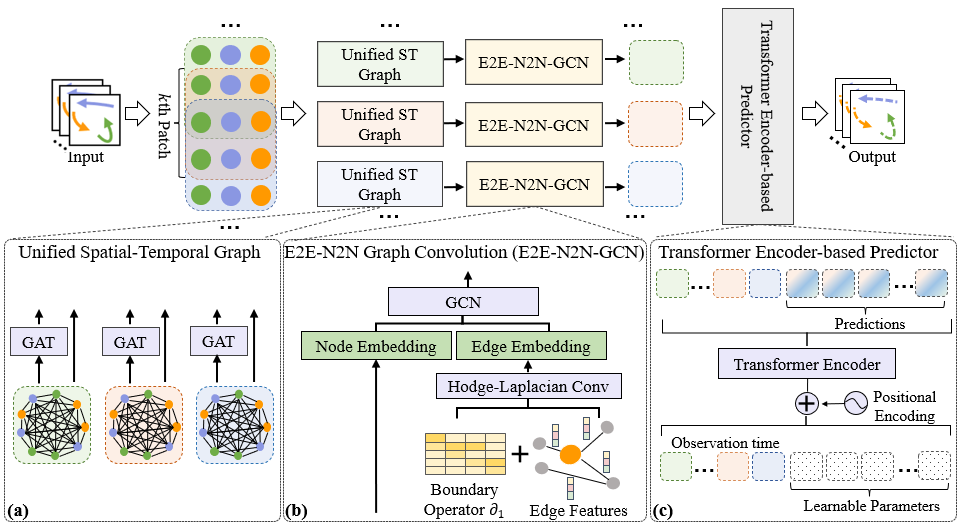 Input
kth Patch
Unified ST
Graph
E2E-N2N-GCN
Unified ST
Graph
E2E-N2N-GCN
Unified ST
Graph
E2E-N2N-GCN
Transformer Encoder-based
Predictor
Output
Unified Spatial-Temporal Graph
GAT
GAT
GAT
(a)
E2E-N2N Graph Convolution (E2E-N2N-GCN)
GCN
Node Embedding
Edge Embedding
Hodge-Laplacian Conv
Boundary
Operator ∂₁
Edge Features
(b)
Transformer Encoder-based Predictor
Predictions
Transformer Encoder
Positional
Encoding
Observation time
Learnable Parameters
(c)